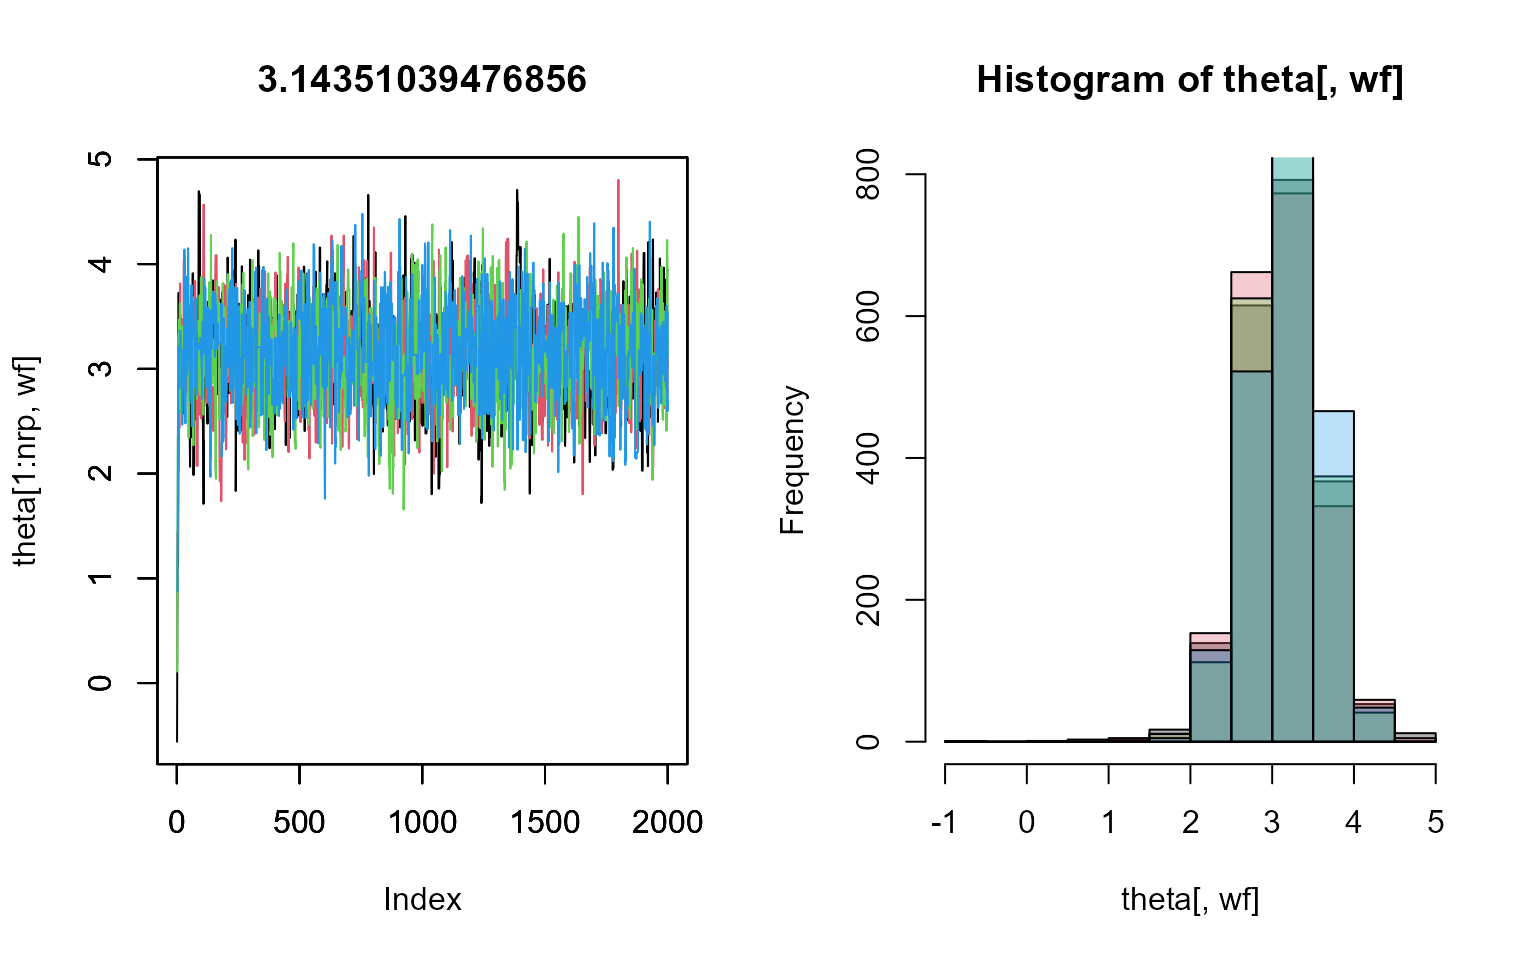 3.14351039476856
theta[1:nrp, wf]
5
4
3
2
1
0
0 500 1000 1500 2000
Index
Histogram of theta[, wf]
Frequency
800
600
400
200
0
-1 0 1 2 3 4 5
theta[, wf]